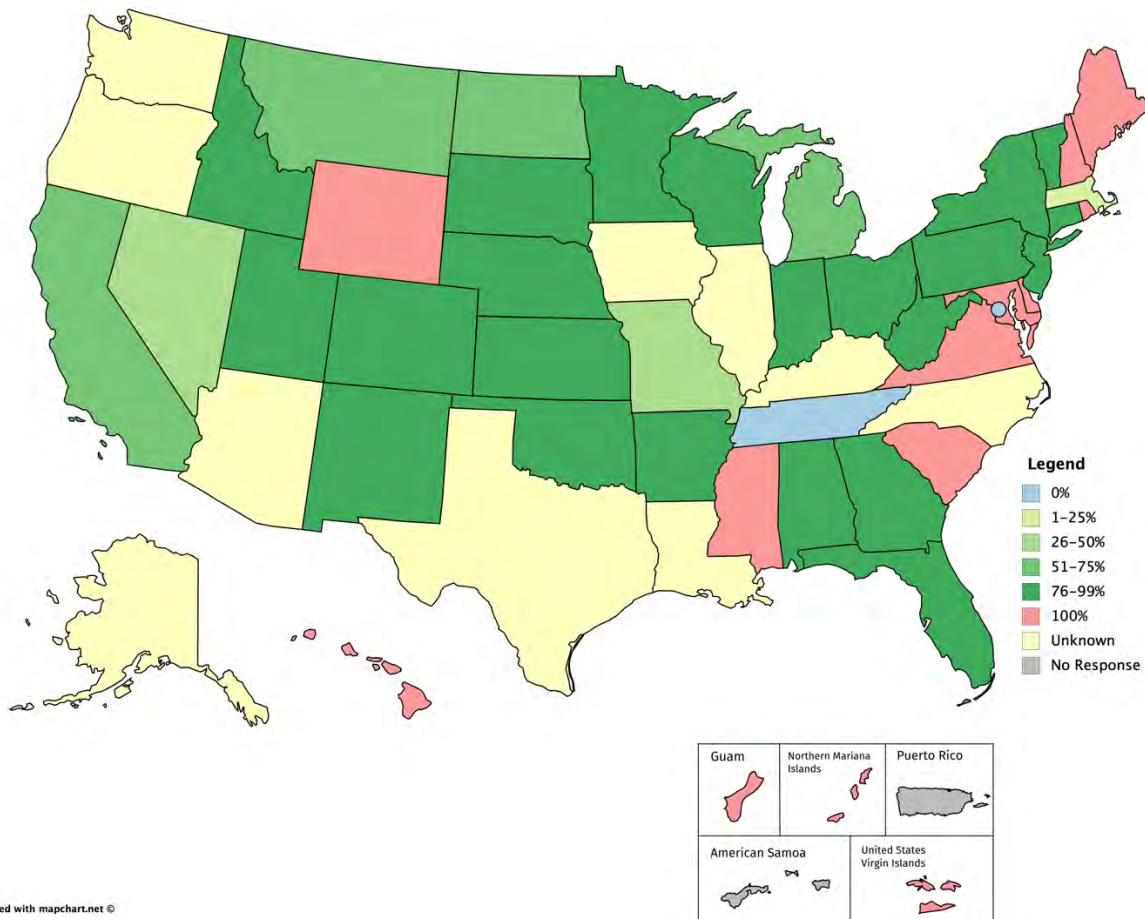 Legend
0%
1-25%
26-50%
51-75%
76-99%
100%
Unknown
No Response
Guam
Northern Mariana
Islands
Puerto Rico
American Samoa
United States
Virgin Islands
ed with mapchart.net ©